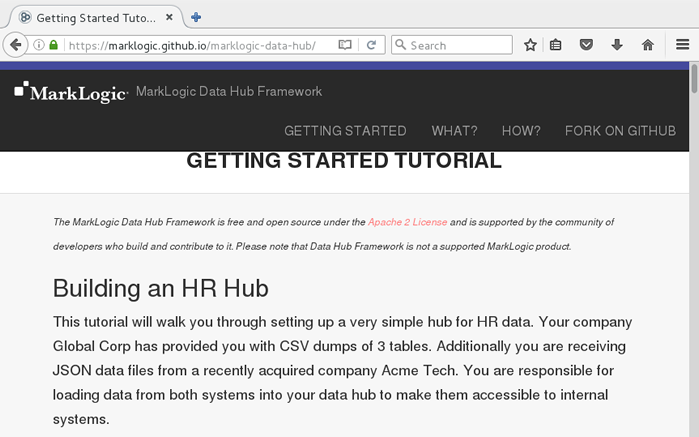 Getting Started Tuto...
https://marklogic.github.io/marklogic-data-hub/
Search
MarkLogic MarkLogic Data Hub Framework
GETTING STARTED WHAT? HOW? FORK ON GITHUB
GETTING STARTED TUTORIAL
The MarkLogic Data Hub Framework is free and open source under the Apache 2 License and is supported by the community of
developers who build and contribute to it. Please note that Data Hub Framework is not a supported MarkLogic product.
Building an HR Hub
This tutorial will walk you through setting up a very simple hub for HR data. Your company
Global Corp has provided you with CSV dumps of 3 tables. Additionally you are receiving
JSON data files from a recently acquired company Acme Tech. You are responsible for
loading data from both systems into your data hub to make them accessible to internal
systems.